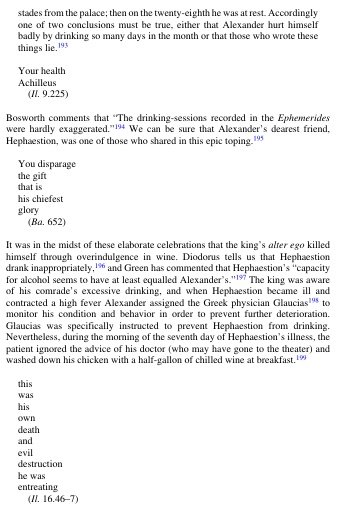 stades from the palace; then on the twenty-eighth he was at rest. Accordingly
one of two conclusions must be true, either that Alexander hurt himself
badly by drinking so many days in the month or that those who wrote these
things lie.193
Your health
Achilleus
(Il. 9.225)
Bosworth comments that “The drinking-sessions recorded in the Ephemerides
were hardly exaggerated.”194 We can be sure that Alexander’s dearest friend,
Hephaestion, was one of those who shared in this epic toping.195
You disparage
the gift
that is
his chiefest
glory
(Ba. 652)
It was in the midst of these elaborate celebrations that the king’s alter ego killed
himself through overindulgence in wine. Diodorus tells us that Hephaestion
drank inappropriately,196 and Green has commented that Hephaestion’s “capacity
for alcohol seems to have at least equalled Alexander’s.”197 The king was aware
of his comrade’s excessive drinking, and when Hephaestion became ill and
contracted a high fever Alexander assigned the Greek physician Glaucias198 to
monitor his condition and behavior in order to prevent further deterioration.
Glaucias was specifically instructed to prevent Hephaestion from drinking.
Nevertheless, during the morning of the seventh day of Hephaestion’s illness, the
patient ignored the advice of his doctor (who may have gone to the theater) and
washed down his chicken with a half-gallon of chilled wine at breakfast.199
this
was
his
own
death
and
evil
destruction
he was
entreating
(Il. 16.46–7)